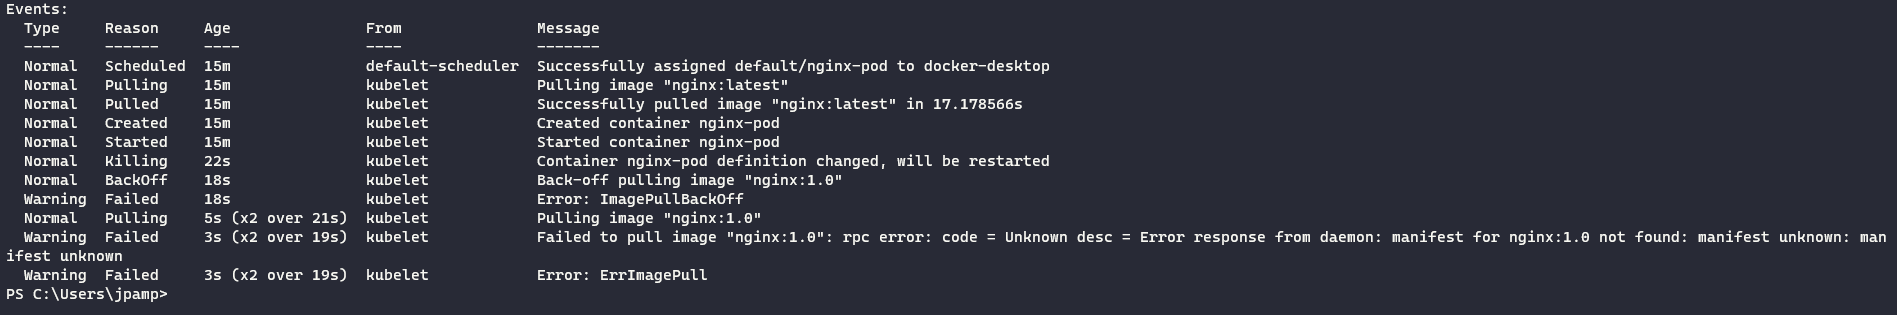 Events:
  Type     Reason     Age                From               Message
  ----     ------     ----               ----               -------
  Normal   Scheduled  15m                default-scheduler  Successfully assigned default/nginx-pod to docker-desktop
  Normal   Pulling    15m                kubelet            Pulling image "nginx:latest"
  Normal   Pulled     15m                kubelet            Successfully pulled image "nginx:latest" in 17.178566s
  Normal   Created    15m                kubelet            Created container nginx-pod
  Normal   Started    15m                kubelet            Started container nginx-pod
  Normal   Killing    22s                kubelet            Container nginx-pod definition changed, will be restarted
  Normal   BackOff    18s                kubelet            Back-off pulling image "nginx:1.0"
  Warning  Failed     18s                kubelet            Error: ImagePullBackOff
  Normal   Pulling    5s (x2 over 21s)   kubelet            Pulling image "nginx:1.0"
  Warning  Failed     3s (x2 over 19s)   kubelet            Failed to pull image "nginx:1.0": rpc error: code = Unknown desc = Error response from daemon: manifest for nginx:1.0 not found: manifest unknown: man
ifest unknown
  Warning  Failed     3s (x2 over 19s)   kubelet            Error: ErrImagePull
PS C:\Users\jpamp>